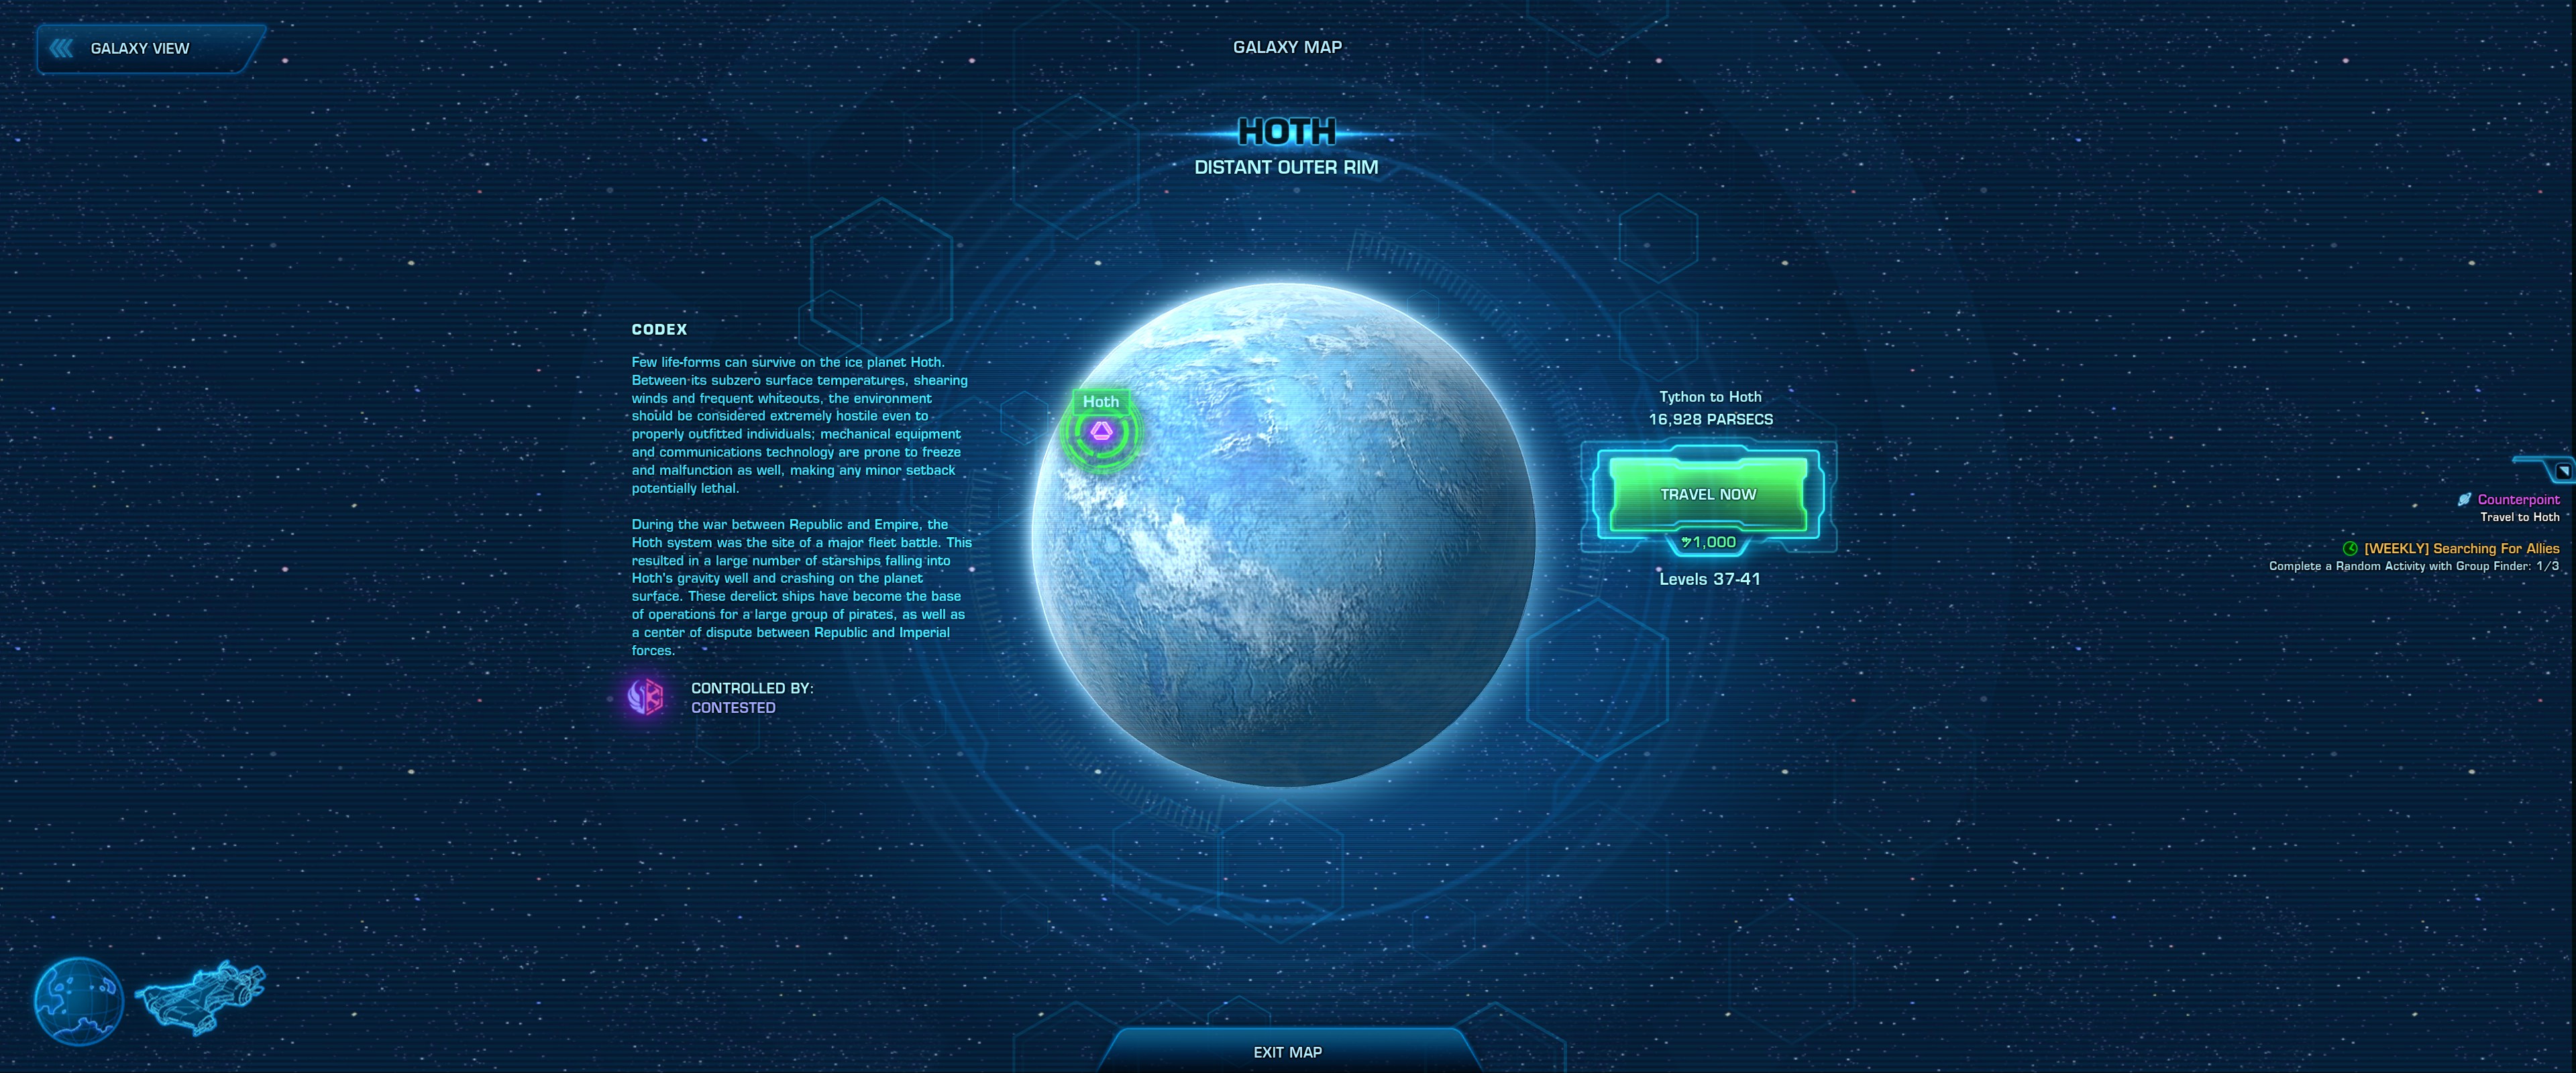 GALAXY VIEW
GALAXY MAP
HOTH
DISTANT OUTER RIM
CODEX
Few life-forms can survive on the ice planet Hoth.
Between its subzero surface temperatures, shearing
winds and frequent whiteouts, the environment
should be considered extremely hostile even to
properly outfitted individuals; mechanical equipment
and communications technology are prone to freeze
and malfunction as well, making any minor setback
potentially lethal.
During the war between Republic and Empire, the
Hoth system was the site of a major fleet battle. This
resulted in a large number of starships falling into
Hoth's gravity well and crashing on the planet
surface. These derelict ships have become the base
of operations for a large group of pirates, as well as
a center of dispute between Republic and Imperial
forces.
CONTROLLED BY:
CONTESTED
Hoth
Tython to Hoth
16,928 PARSECS
TRAVEL NOW
1,000
Levels 37-41
Counterpoint
Travel to Hoth
[WEEKLY] Searching For Allies
Complete a Random Activity with Group Finder: 1/3
EXIT MAP